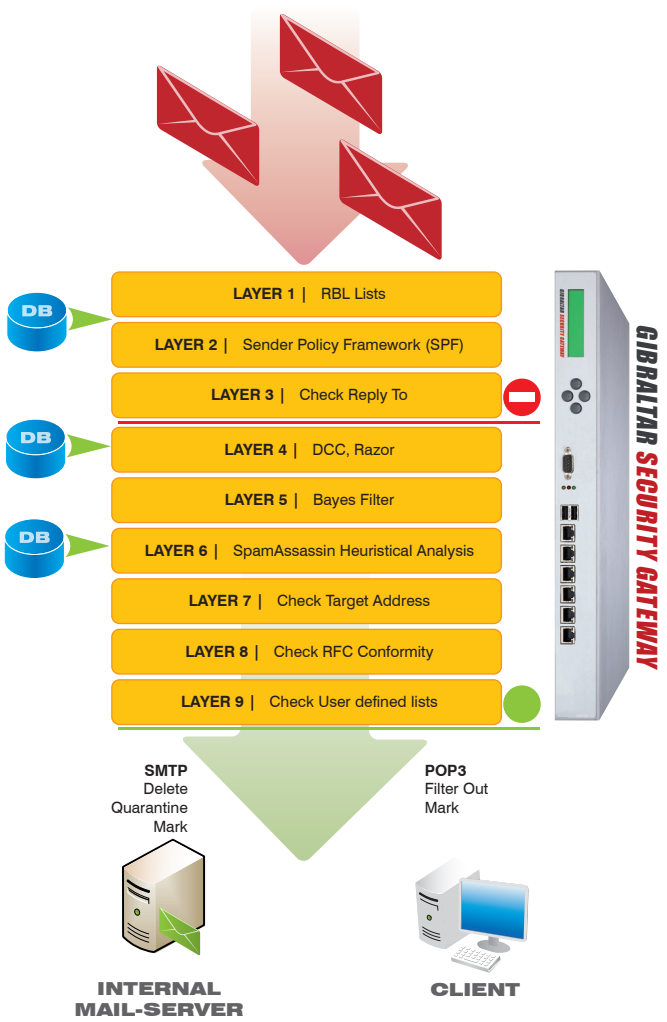 LAYER 1 | RBL Lists
DB
LAYER 2 | Sender Policy Framework (SPF)
LAYER 3 | Check Reply To
DB
LAYER 4 | DCC, Razor
LAYER 5 | Bayes Filter
DB
LAYER 6 | SpamAssassin Heuristical Analysis
LAYER 7 | Check Target Address
LAYER 8 | Check RFC Conformity
LAYER 9 | Check User defined lists
GIBRALTAR SECURITY GATEWAY
GIBRALTAR SECURITY GATEWAY
SMTP
Delete
Quarantine
Mark
POP3
Filter Out
Mark
INTERNAL
MAIL-SERVER
CLIENT